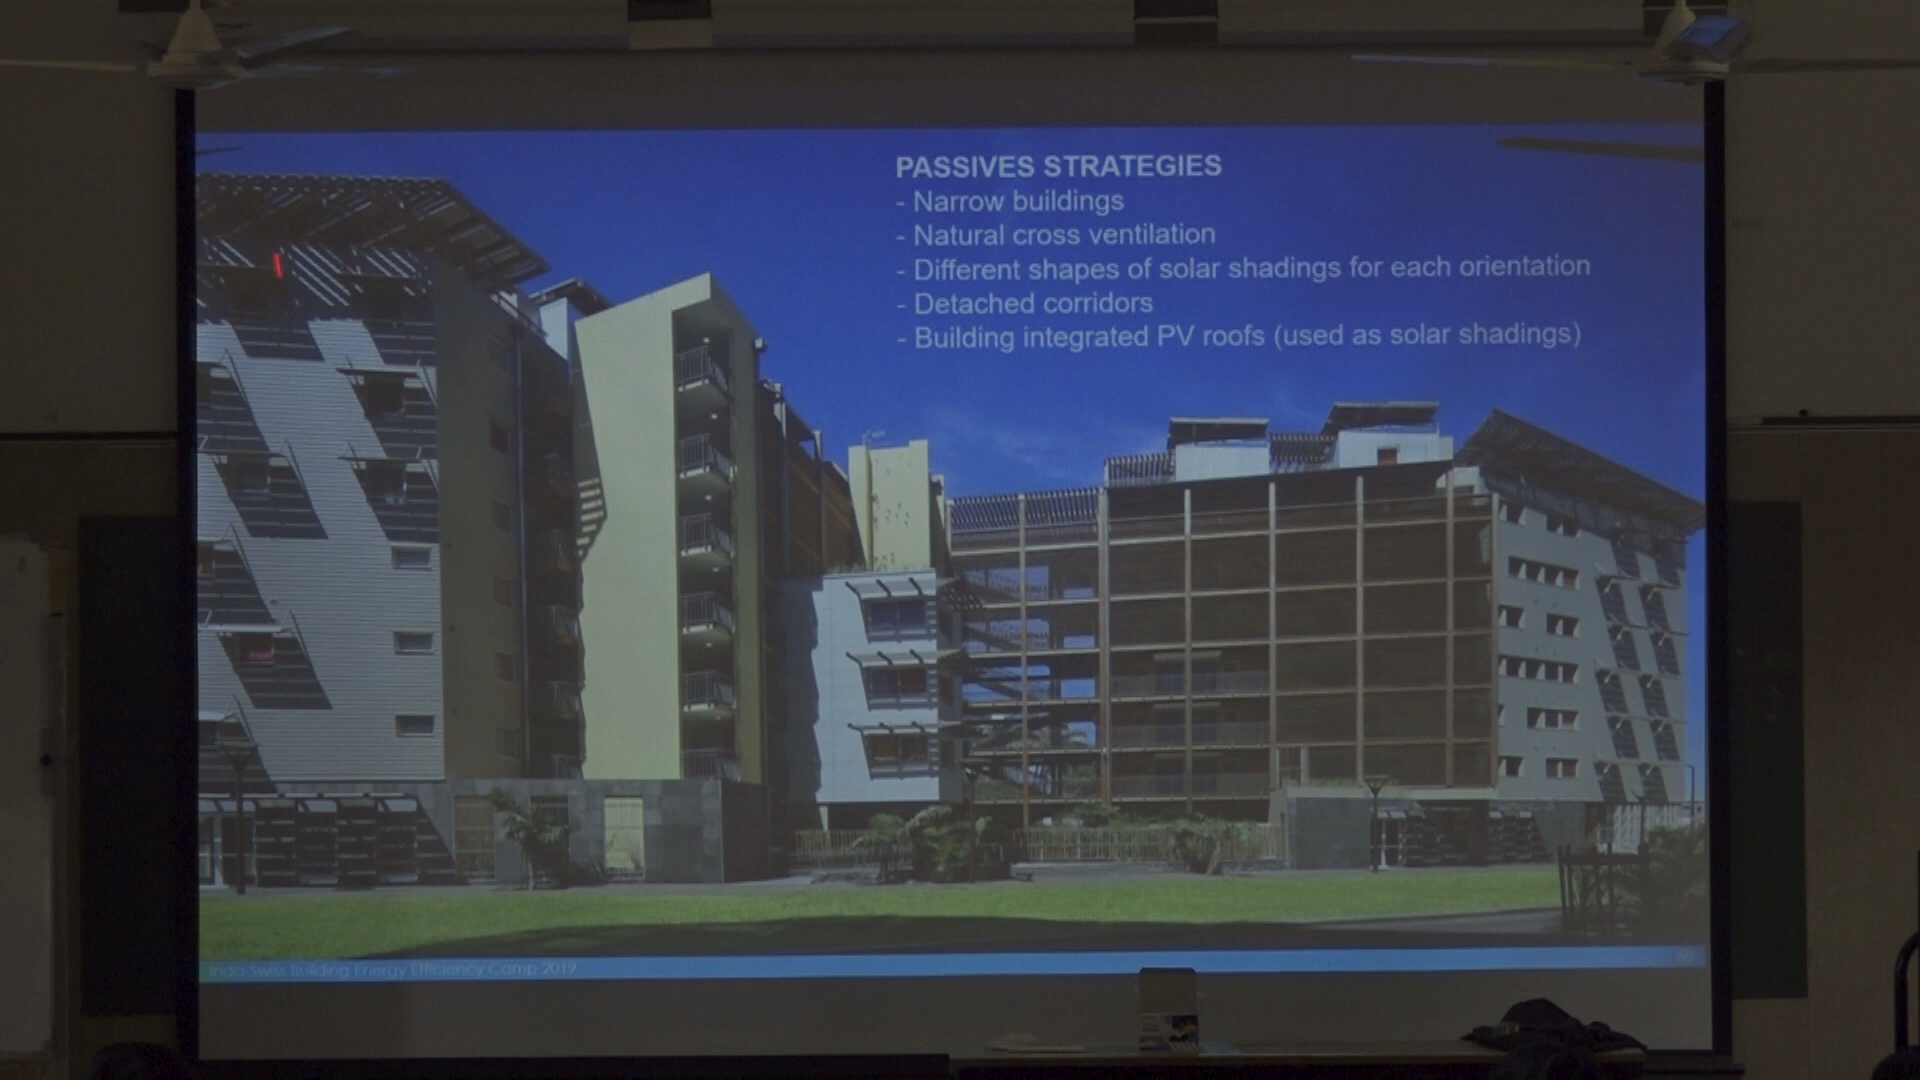 PASSIVES STRATEGIES
- Narrow buildings
- Natural cross ventilation
- Different shapes of solar shadings for each orientation
- Detached corridors
- Building integrated PV roofs (used as solar shadings)
Indo-Swiss Building Energy Efficiency Camp 2019